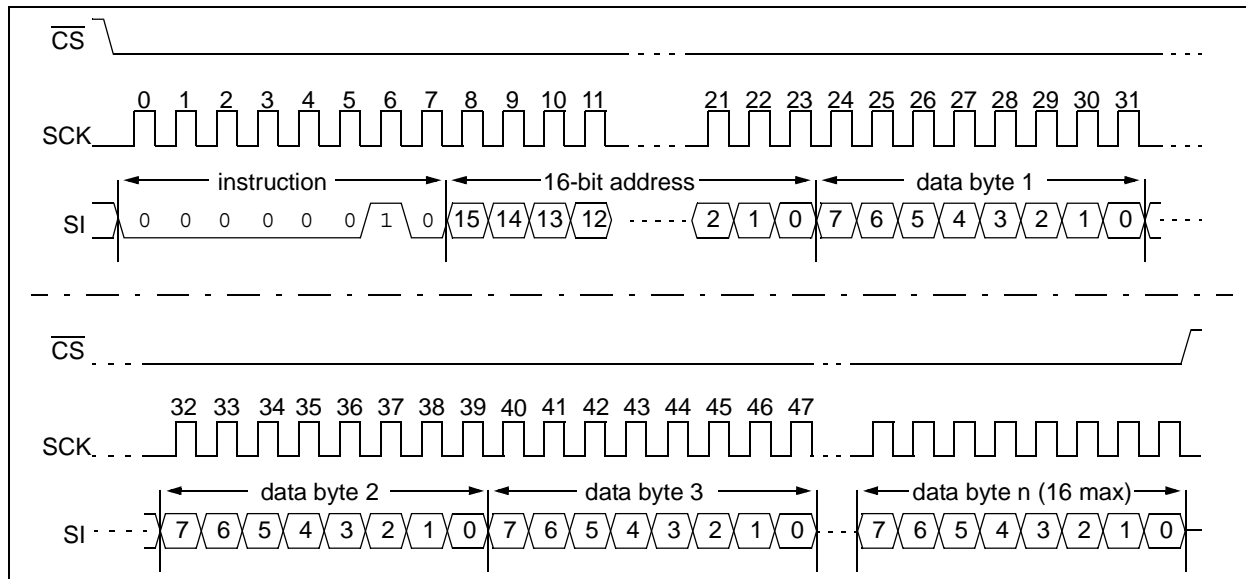 CS
0 1 2 3 4 5 6 7 8 9 10 11 21 22 23 24 25 26 27 28 29 30 31
SCK
instruction 16-bit address data byte 1
SI 0 0 0 0 0 0 1 0 15 14 13 12 2 1 0 7 6 5 4 3 2 1 0
CS
32 33 34 35 36 37 38 39 40 41 42 43 44 45 46 47
SCK
data byte 2 data byte 3 data byte n (16 max)
SI 7 6 5 4 3 2 1 0 7 6 5 4 3 2 1 0 7 6 5 4 3 2 1 0